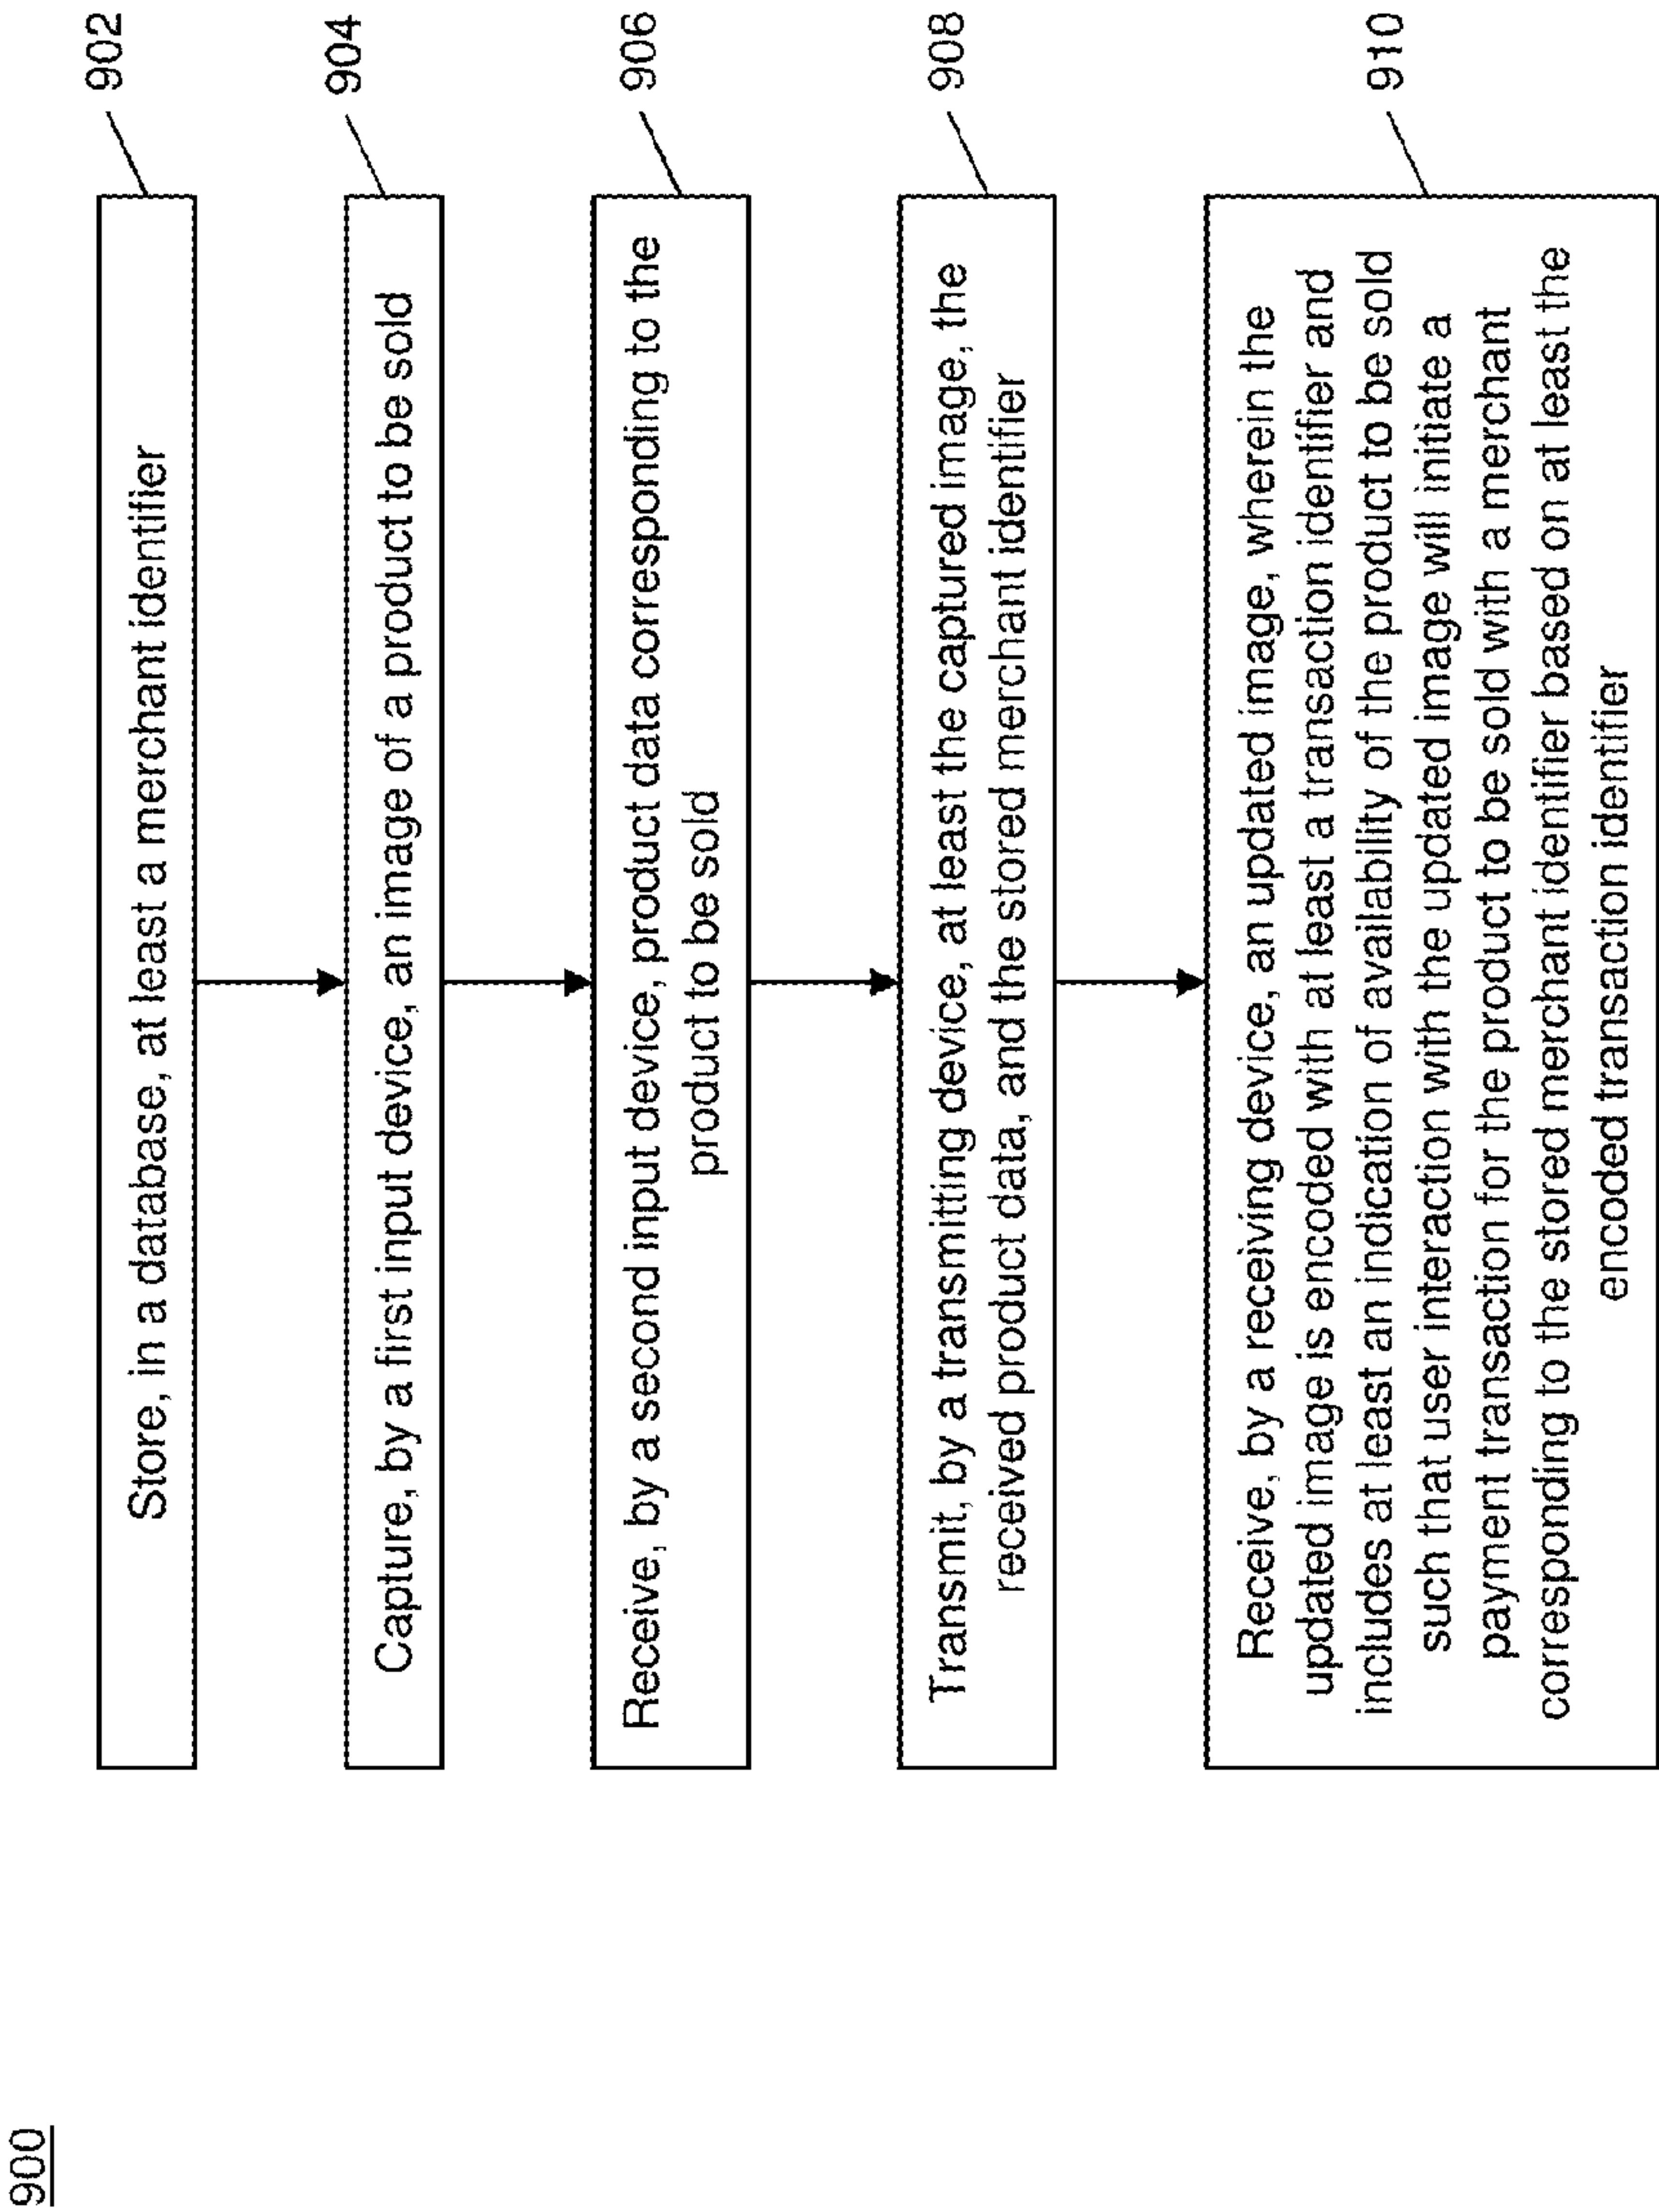 900
Store, in a database, at least a merchant identifier
902
Capture, by a first input device, an image of a product to be sold
904
Receive, by a second input device, product data corresponding to the
product to be sold
906
Transmit, by a transmitting device, at least the captured image, the
received product data, and the stored merchant identifier
908
Receive, by a receiving device, an updated image, wherein the
updated image is encoded with at least a transaction identifier and
includes at least an indication of availability of the product to be sold
such that user interaction with the updated image will initiate a
payment transaction for the product to be sold with a merchant
corresponding to the stored merchant identifier based on at least the
encoded transaction identifier
910